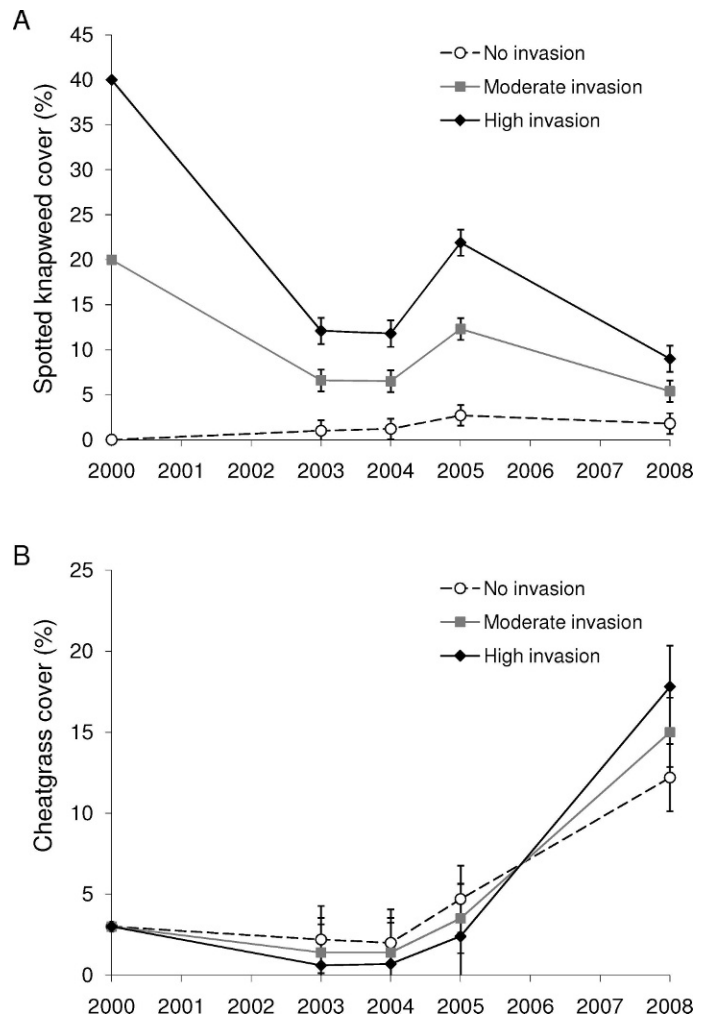 A
Spotted knapweed cover (%)
45
40
35
30
25
20
15
10
5
0
No invasion
Moderate invasion
High invasion
2000 2001 2002 2003 2004 2005 2006 2007 2008
B
Cheatgrass cover (%)
25
20
15
10
5
0
No invasion
Moderate invasion
High invasion
2000 2001 2002 2003 2004 2005 2006 2007 2008